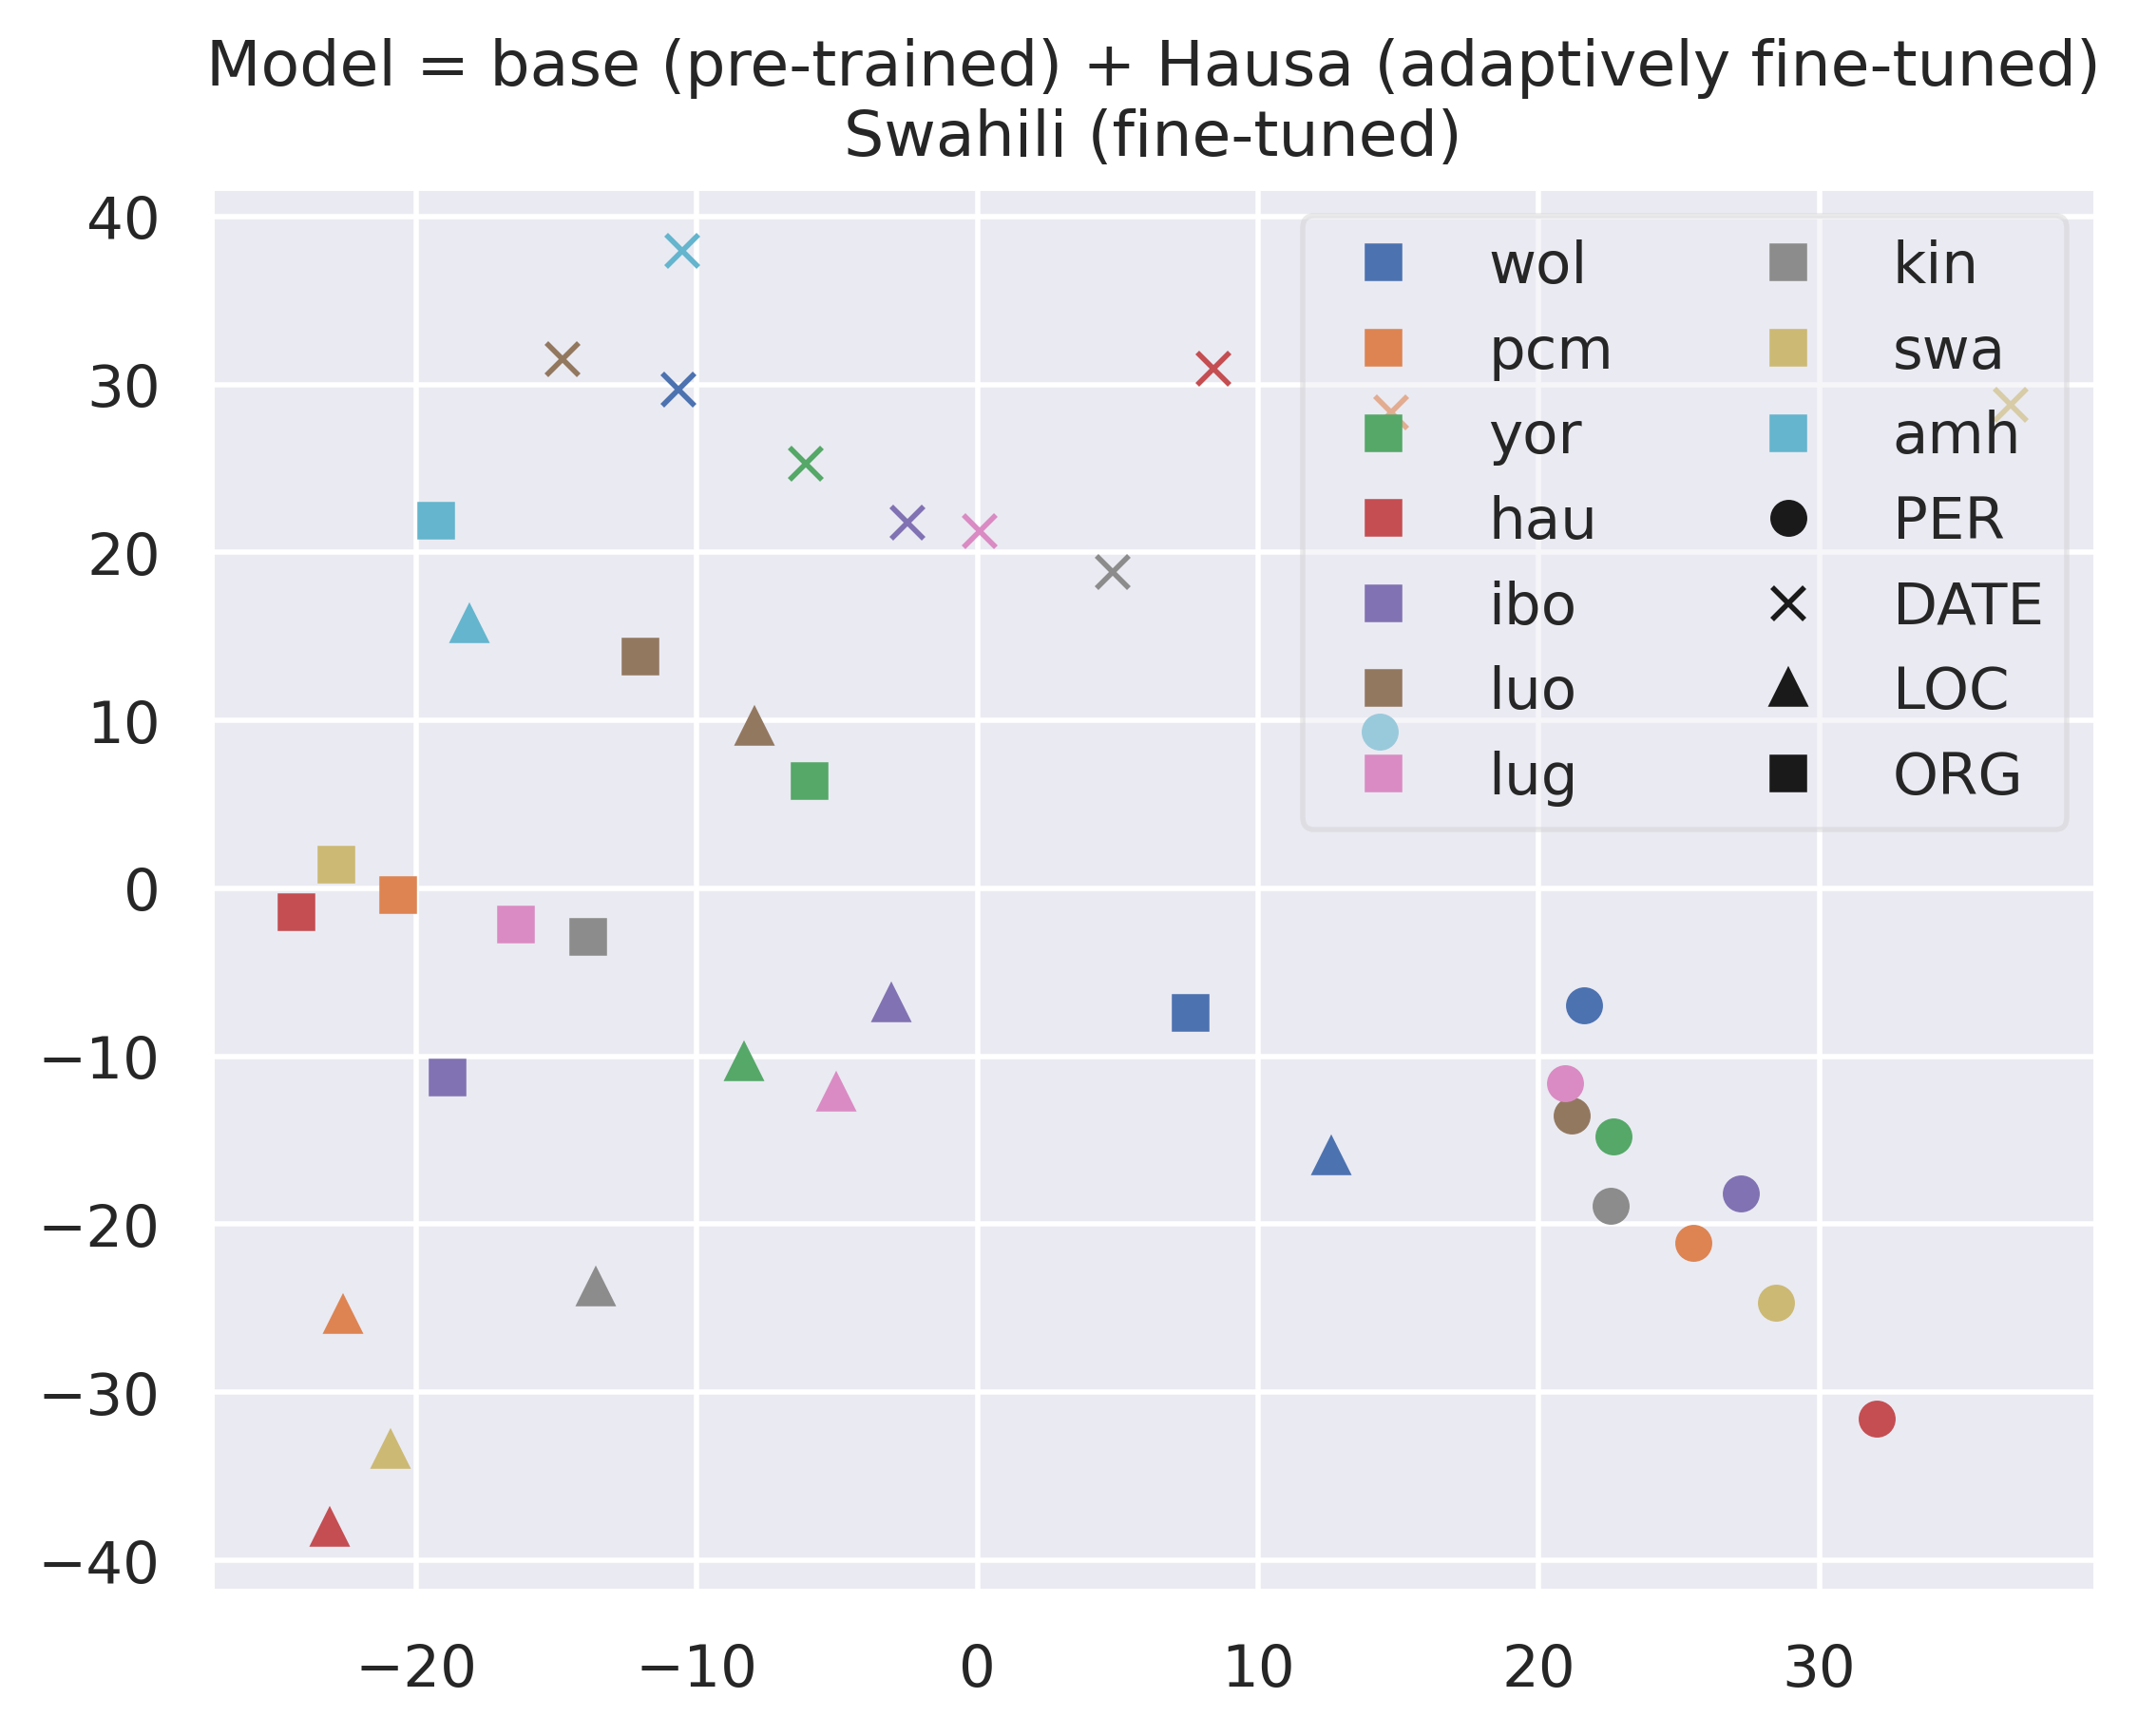 Model = base (pre-trained) + Hausa (adaptively fine-tuned)
Swahili (fine-tuned)
40
30
20
10
0
−10
−20
−30
−40
−20
−10
0
10
20
30
wol
pcm
yor
hau
ibo
luo
lug
kin
swa
amh
PER
DATE
LOC
ORG